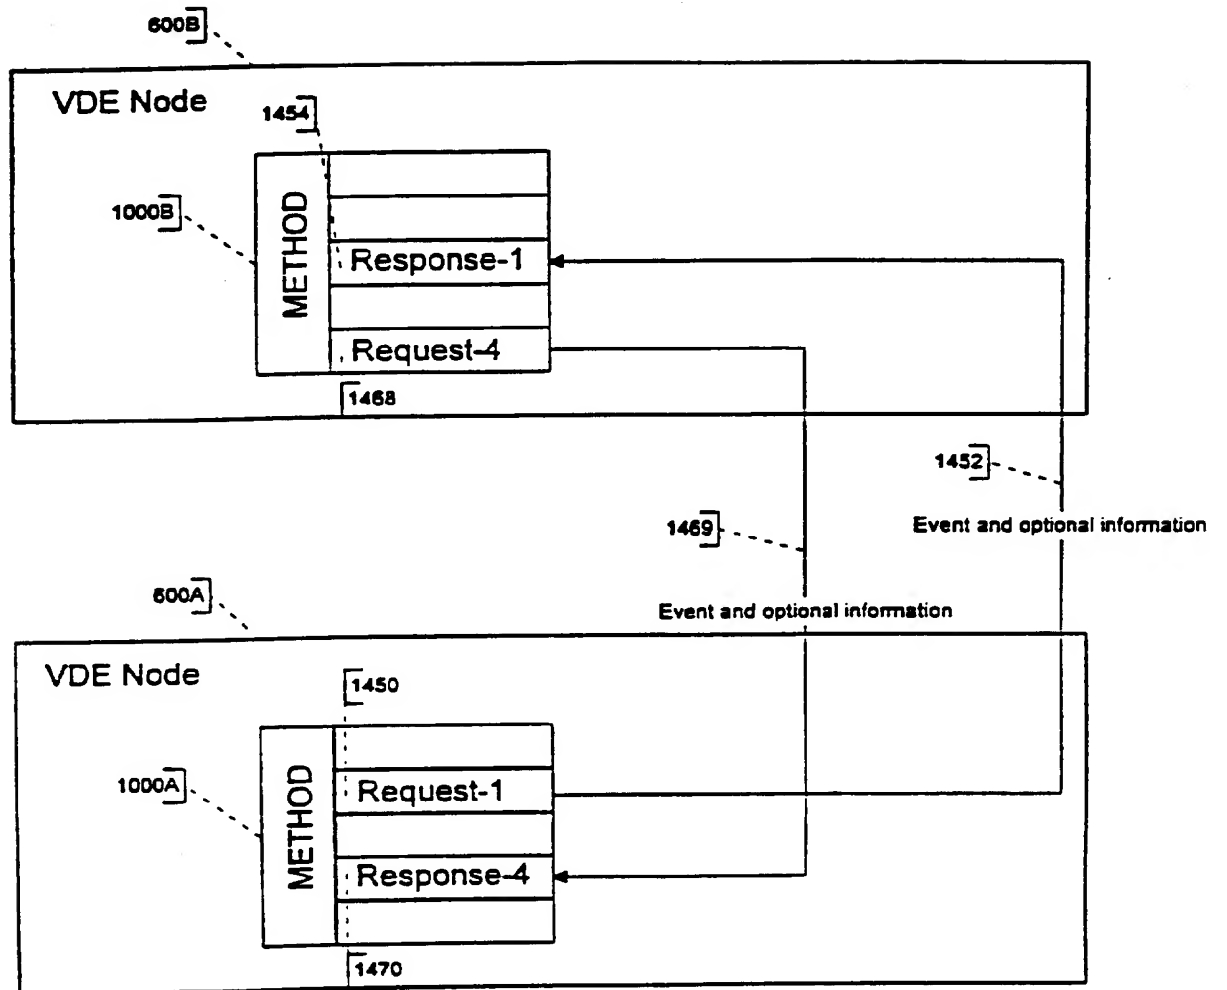 600B
VDE Node
1454
1000B
METHOD
Response-1
Request-4
1468
1452
Event and optional information
1469
600A
Event and optional information
VDE Node
1450
1000A
METHOD
Request-1
Response-4
1470